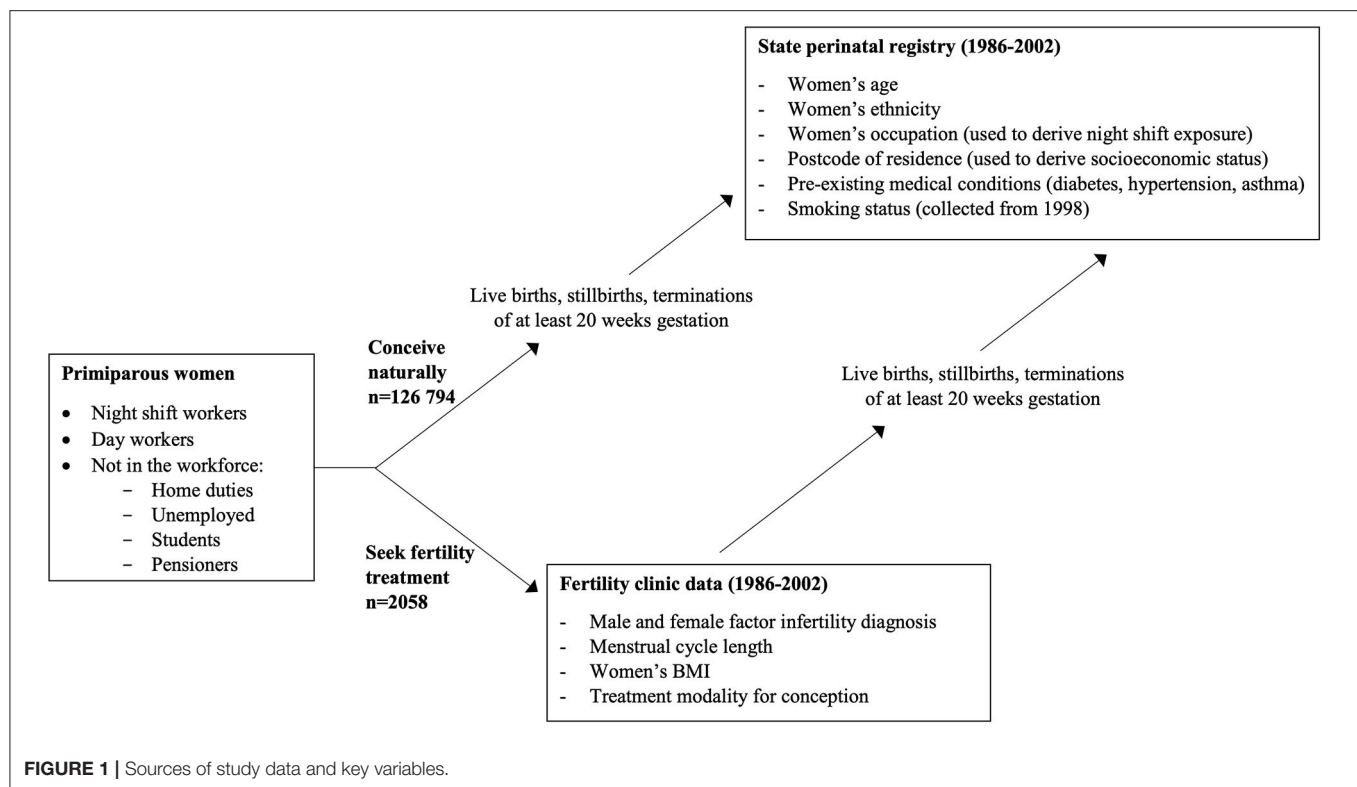 State perinatal registry (1986-2002)
- Women's age
- Women's ethnicity
- Women's occupation (used to derive night shift exposure)
- Postcode of residence (used to derive socioeconomic status)
- Pre-existing medical conditions (diabetes, hypertension, asthma)
- Smoking status (collected from 1998)
Live births, stillbirths, terminations
of at least 20 weeks gestation
Conceive
naturally
n=126 794
Primiparous women
• Night shift workers
• Day workers
• Not in the workforce:
− Home duties
− Unemployed
− Students
− Pensioners
Live births, stillbirths, terminations
of at least 20 weeks gestation
Seek fertility
treatment
n=2058
Fertility clinic data (1986-2002)
- Male and female factor infertility diagnosis
- Menstrual cycle length
- Women's BMI
- Treatment modality for conception
FIGURE 1 | Sources of study data and key variables.